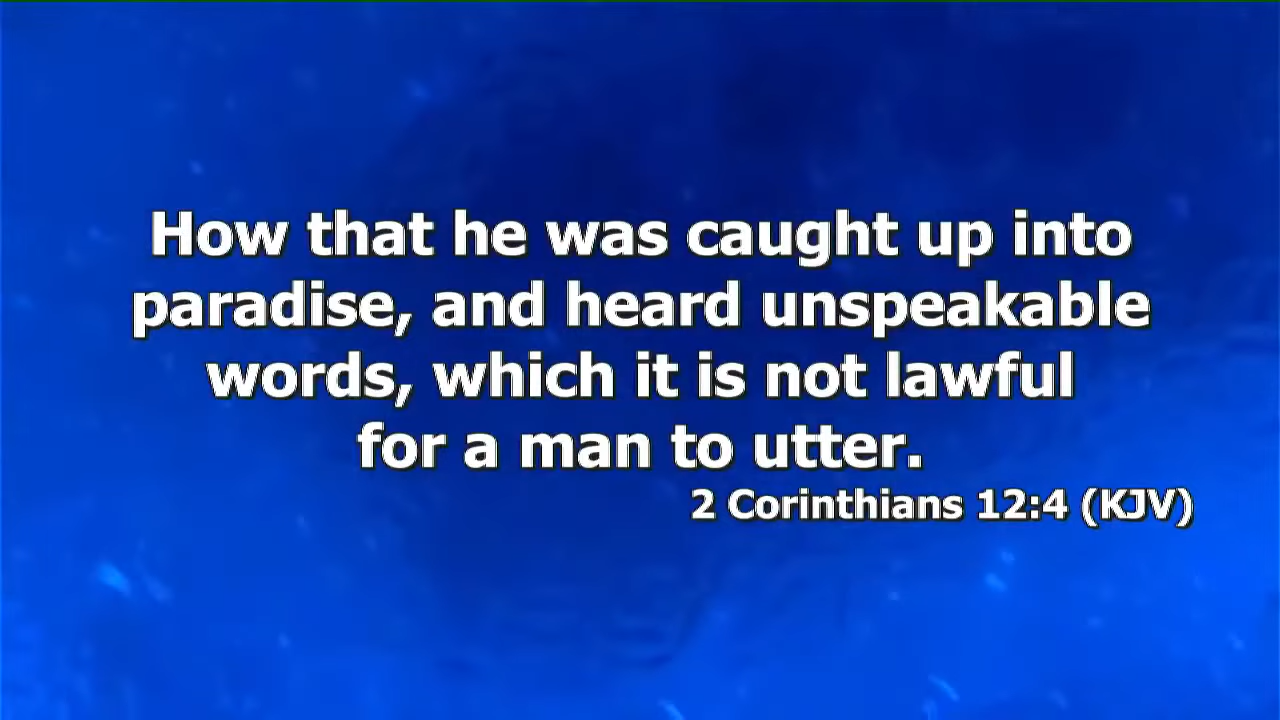 How that he was caught up into
paradise, and heard unspeakable
words, which it is not lawful
for a man to utter.
2 Corinthians 12:4 (KJV)